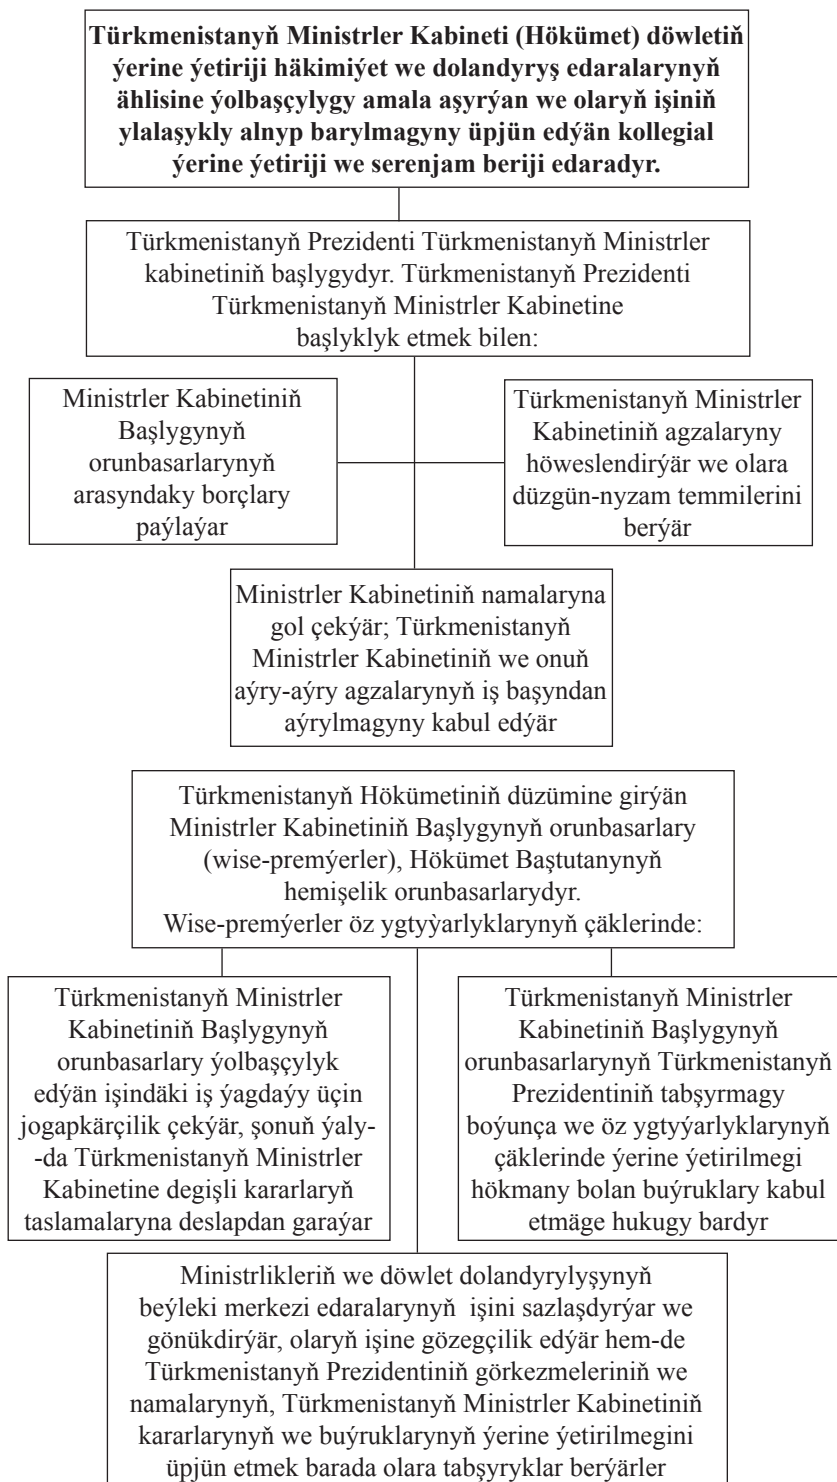 Türkmenistanyň Ministrler Kabineti (Hökümet) döwletiň
ýerine ýetiriji häkimiýet we dolandyryş edaralarynyň
ählisine ýolbaşçylygy amala aşyrýan we olaryň işiniň
ylalaşykly alnyp barylmagyny üpjün edýän kollegial
ýerine ýetiriji we serenjam beriji edaradyr.
Türkmenistanyň Prezidenti Türkmenistanyň Ministrler
kabinetiniň başlygydyr. Türkmenistanyň Prezidenti
Türkmenistanyň Ministrler Kabinetine
başlyklyk etmek bilen:
Ministrler Kabinetiniň
Başlygynyň
orunbasarlarynyň
arasyndaky borçlary
paýlaýar
Türkmenistanyň Ministrler
Kabinetiniň agzalaryny
höweslendirýär we olara
düzgün-nyzam temmilerini
berýär
Ministrler Kabinetiniň namalaryna
gol çekýär; Türkmenistanyň
Ministrler Kabinetiniň we onuň
aýry-aýry agzalarynyň iş başyndan
aýrylmagyny kabul edýär
Türkmenistanyň Hökümetiniň düzümine girýän
Ministrler Kabinetiniň Başlygynyň orunbasarlary
(wise-premýerler), Hökümet Baştutanynyň
hemişelik orunbasarlarydyr.
Wise-premýerler öz ygtyýarlyklarynyň çäklerinde:
Türkmenistanyň Ministrler
Kabinetiniň Başlygynyň
orunbasarlary ýolbaşçylyk
edýän işindäki iş ýagdaýy üçin
jogapkärçilik çekýär, şonuň ýaly-
-da Türkmenistanyň Ministrler
Kabinetine degişli kararlaryň
taslamalaryna deslapdan garaýar
Türkmenistanyň Ministrler
Kabinetiniň Başlygynyň
orunbasarlarynyň Türkmenistanyň
Prezidentiniň tabşyrmagy
boýunça we öz ygtyýarlyklarynyň
çäklerinde ýerine ýetirilmegi
hökmany bolan buýruklary kabul
etmäge hukugy bardyr
Ministrlikleriň we döwlet dolandyrylyşynyň
beýleki merkezi edaralarynyň işini sazlaşdyrýar we
gönükdirýär, olaryň işine gözegçilik edýär hem-de
Türkmenistanyň Prezidentiniň görkezmeleriniň we
namalarynyň, Türkmenistanyň Ministrler Kabinetiniň
kararlarynyň we buýruklarynyň ýerine ýetirilmegini
üpjün etmek barada olara tabşyryklar berýärler